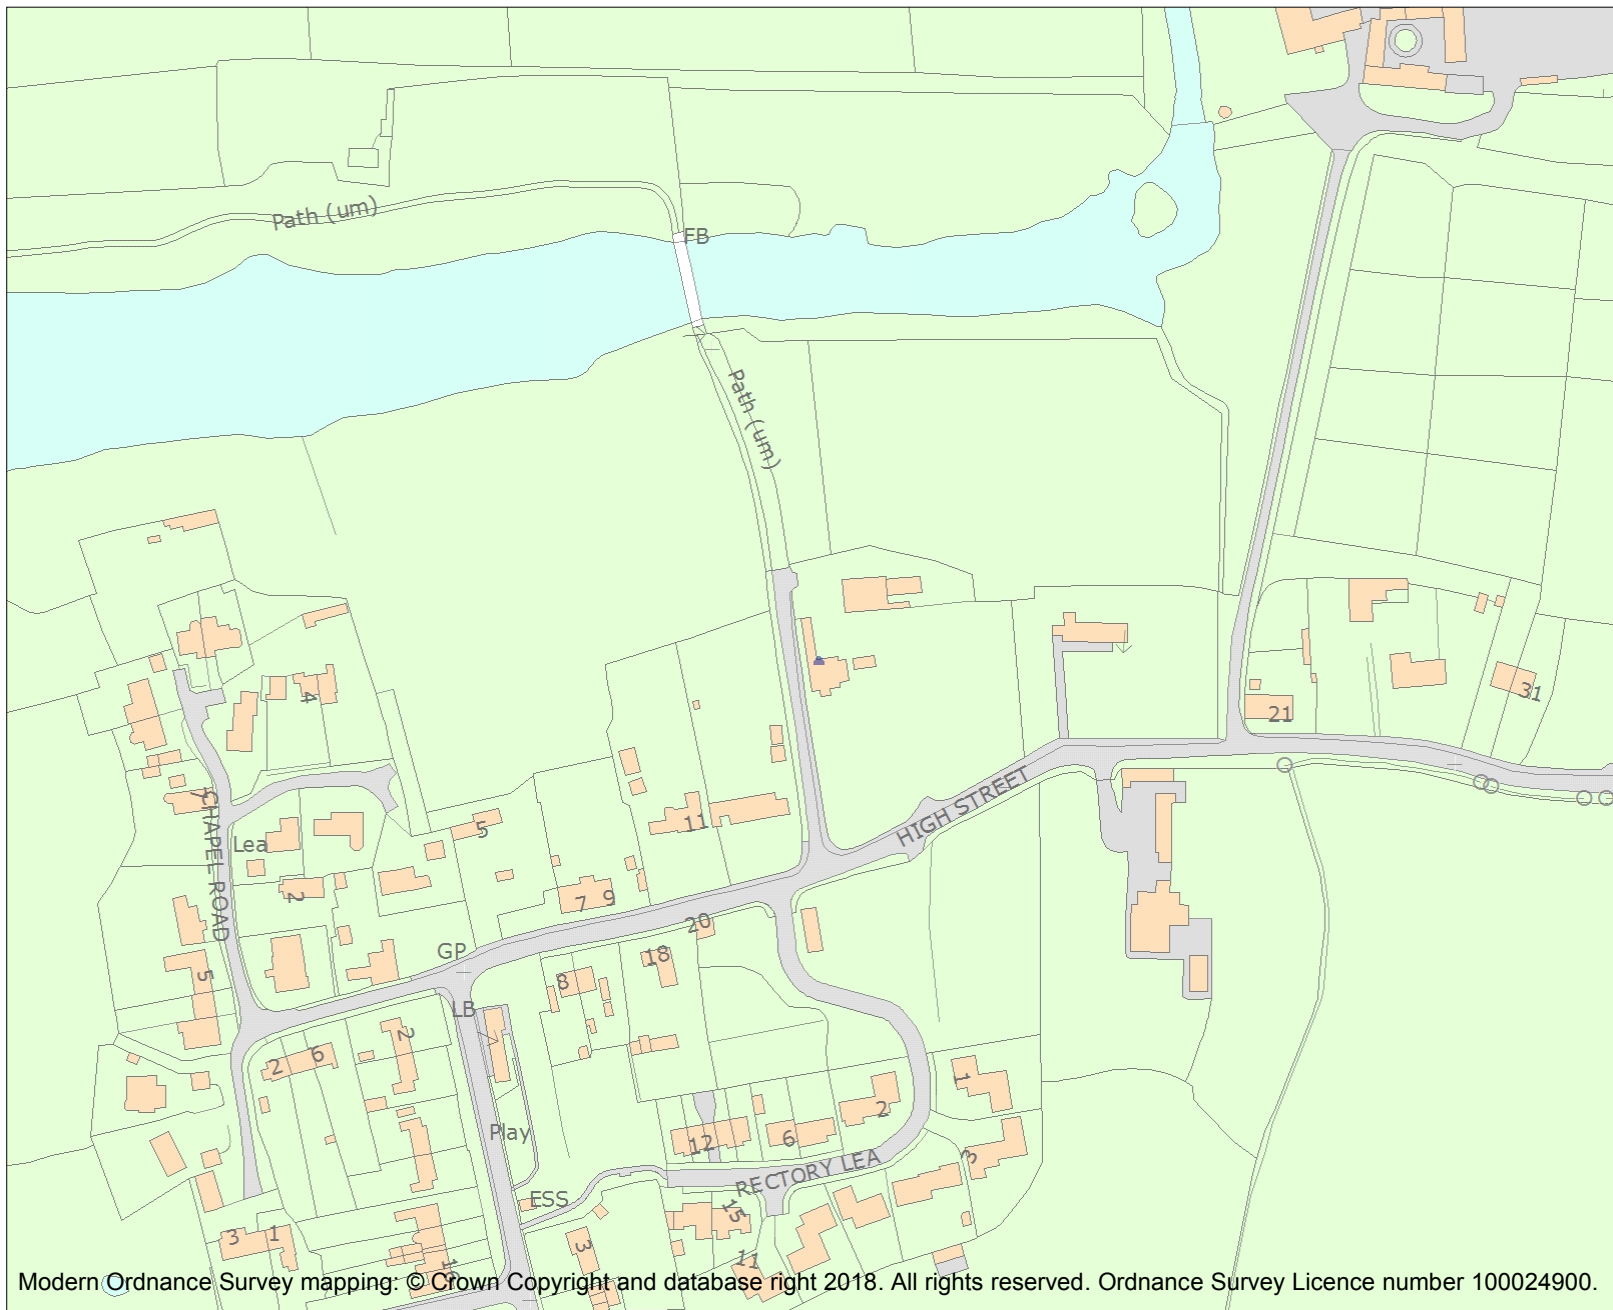 Path (um)
FB
Path (um)
31
21
4
HIGH STREET
7
CHAPEL ROAD
5
11
Lea
2
7 9
20
GP
18
5
8
LB
2
2 6
1
2
Play
12
6
3
RECTORY LEA
ESS
15
3 1
3
11
Modern Ordnance Survey mapping: © Crown Copyright and database right 2018. All rights reserved. Ordnance Survey Licence number 100024900.